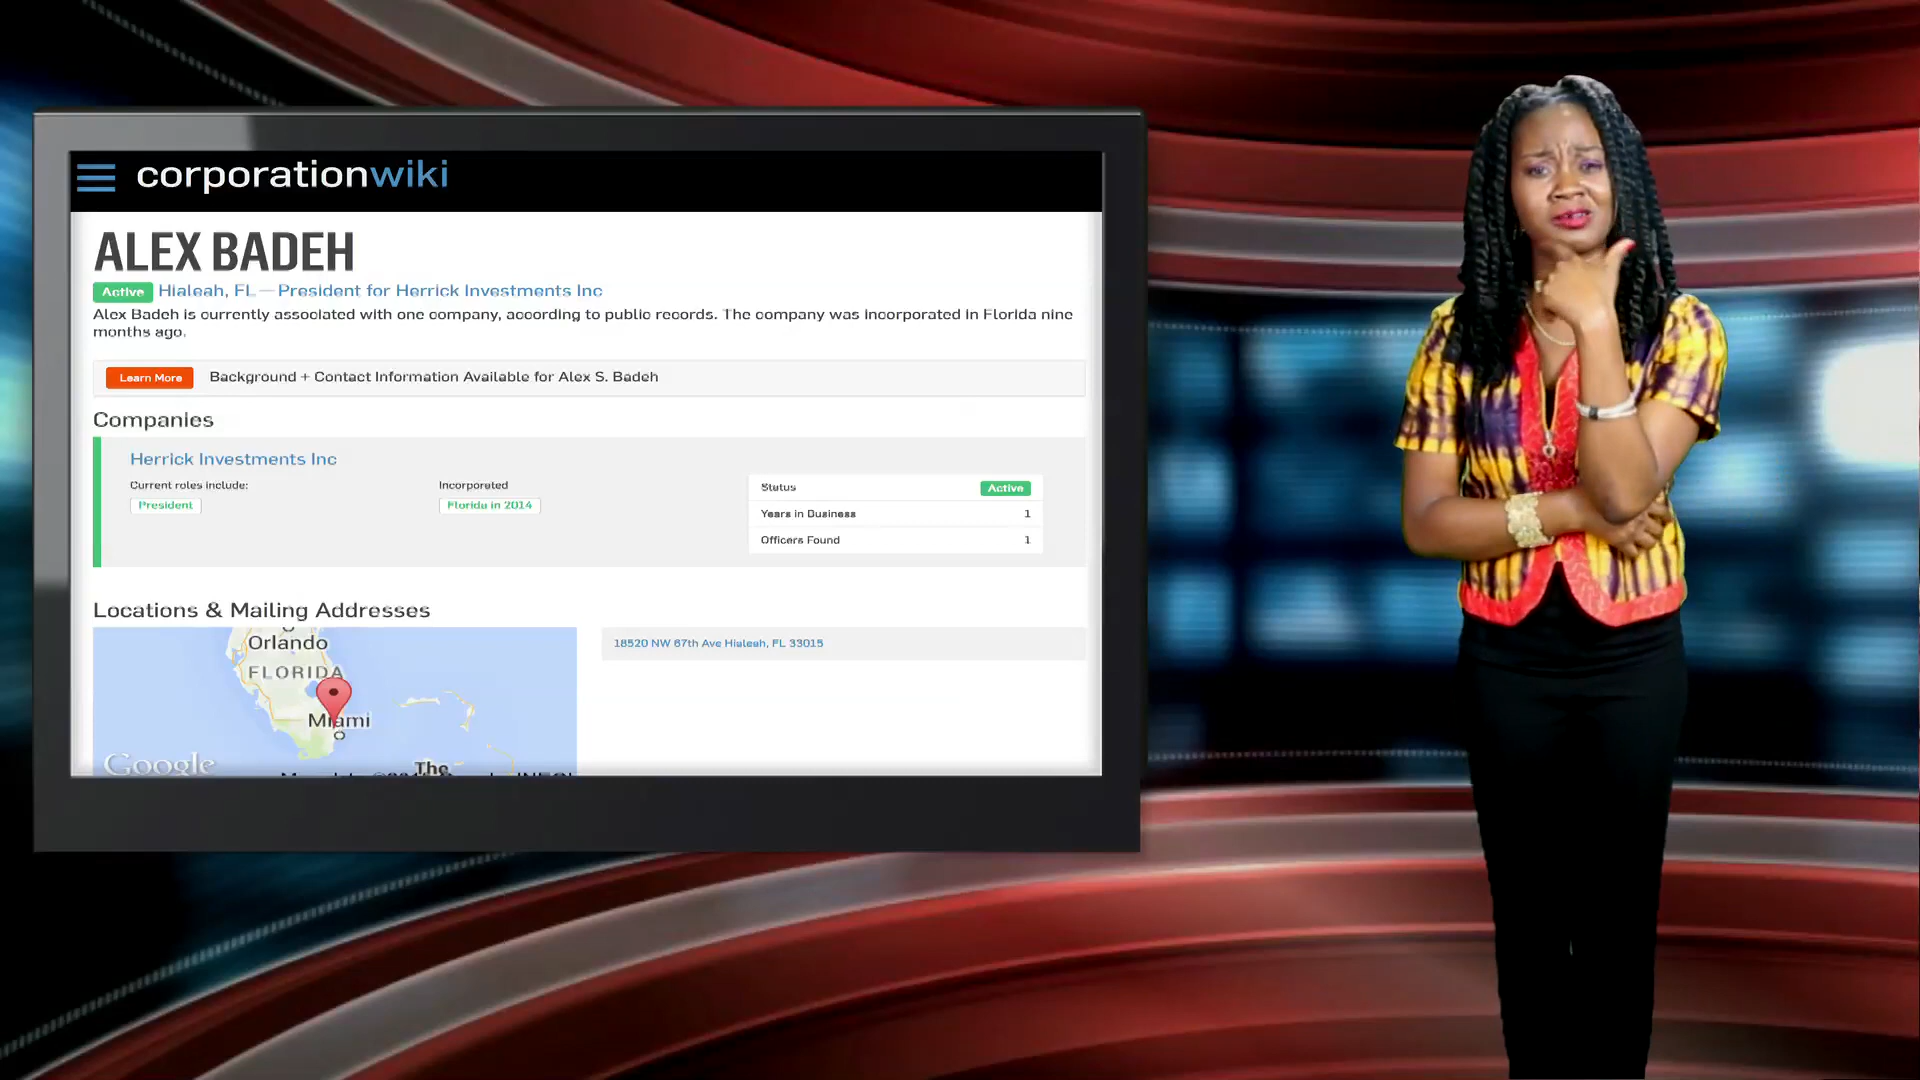 corporationwiki
ALEX BADEH
Active Hialeah, FL — President for Herrick Investments Inc
Alex Badeh is currently associated with one company, according to public records. The company was incorporated in Florida nine
months ago.
Learn More Background + Contact Information Available for Alex S. Badeh
Companies
Herrick Investments Inc
Current roles include: Incorporated
President Florida in 2014
Status Active
Years in Business 1
Officers Found 1
Locations & Mailing Addresses
18520 NW 67th Ave Hialeah, FL 33015
Orlando
FLORIDA
Miami
Google
The